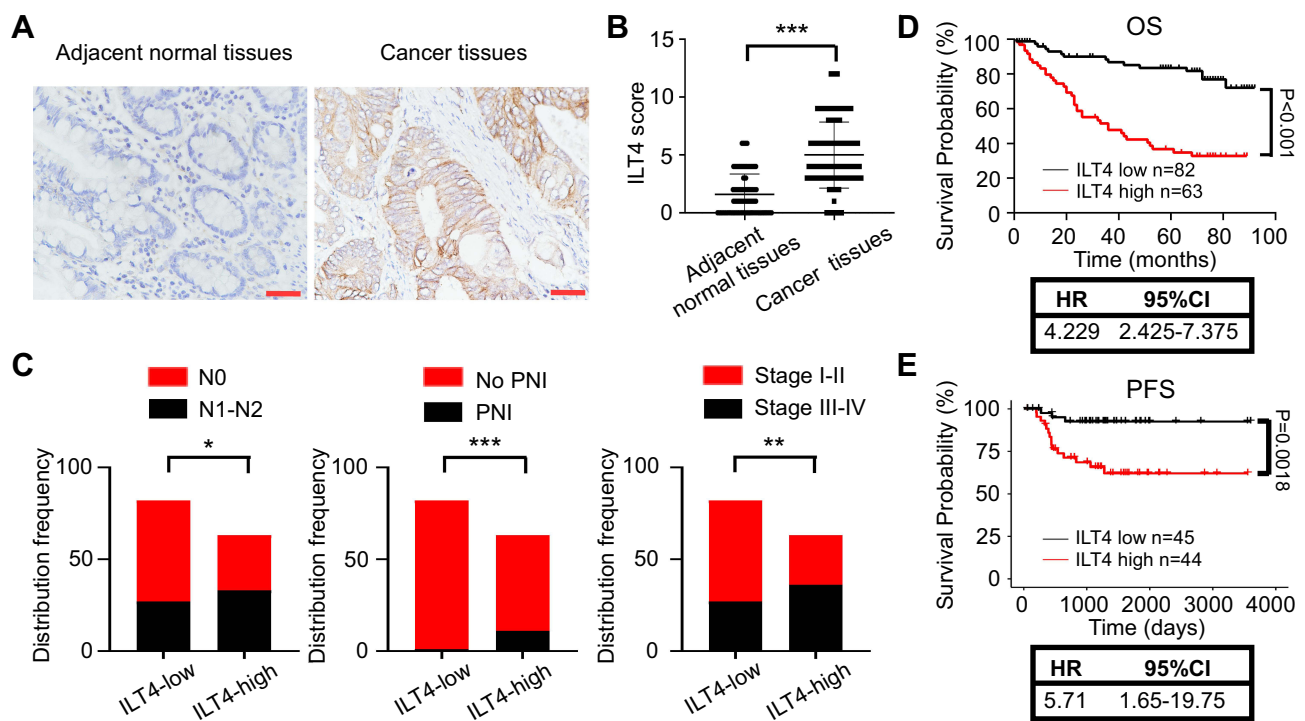 A
Adjacent normal tissues
Cancer tissues
B
***
15
10
5
0
ILT4 score
Adjacent
normal tissues
Cancer tissues
D
OS
Survival Probability (%)
100
80
60
40
20
0
ILT4 low n=82
ILT4 high n=63
P<0.001
0 20 40 60 80 100
Time (months)
HR 95%CI
4.229 2.425-7.375
C
N0
N1-N2
*
Distribution frequency
100
50
0
ILT4-low
ILT4-high
No PNI
PNI
***
Distribution frequency
100
50
0
ILT4-low
ILT4-high
Stage I-II
Stage III-IV
**
Distribution frequency
100
50
0
ILT4-low
ILT4-high
E
PFS
Survival Probability (%)
100
75
50
25
0
ILT4 low n=45
ILT4 high n=44
P=0.0018
0 1000 2000 3000 4000
Time (days)
HR 95%CI
5.71 1.65-19.75